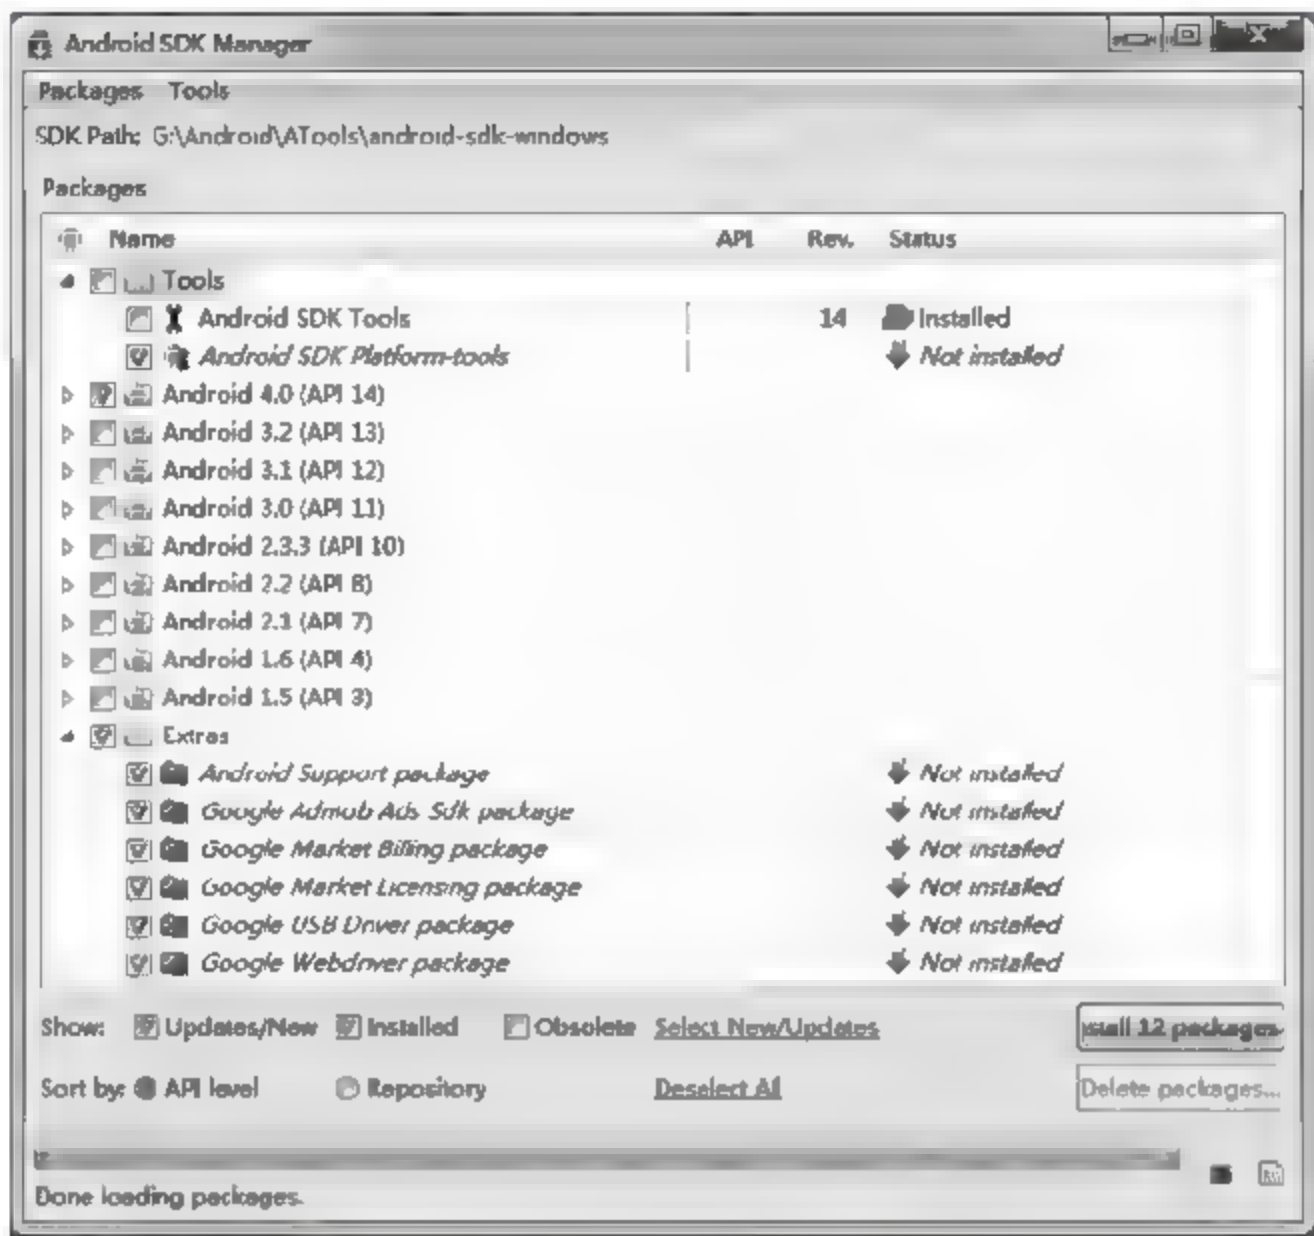 Android SDK Manager
Packages Tools
SDK Path: G:\Android\ATools\android-sdk-windows
Packages
Name API Rev. Status
Tools
Android SDK Tools 14 Installed
Android SDK Platform-tools Not installed
Android 4.0 (API 14)
Android 3.2 (API 13)
Android 3.1 (API 12)
Android 3.0 (API 11)
Android 2.3.3 (API 10)
Android 2.2 (API 8)
Android 2.1 (API 7)
Android 1.6 (API 4)
Android 1.5 (API 3)
Extras
Android Support package Not installed
Google Admob Ads Sdk package Not installed
Google Market Billing package Not installed
Google Market Licensing package Not installed
Google USB Driver package Not installed
Google Webdriver package Not installed
Show: Updates/New Installed Obsolete Select New/Updates stall 12 packages.
Sort by: API level Repository Deselect All Delete packages...
Done loading packages.